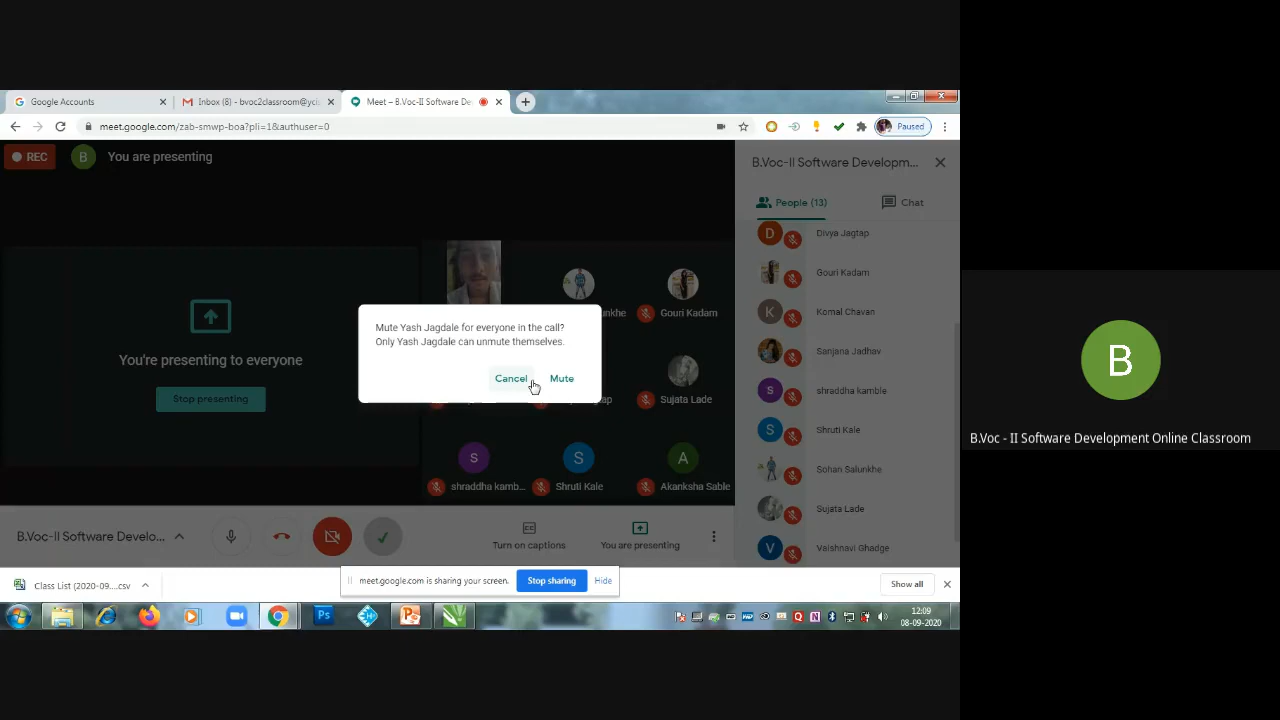 Google Accounts
Inbox (8) - bvoc2classroom@yci
Meet – B.Voc-II Software De
meet.google.com/zab-smwp-boa?pli=1&authuser=0
Paused
REC
B
You are presenting
B.Voc-II Software Developm...
People (13)
Chat
Divya Jagtap
D
Gouri Kadam
Komal Chavan
K
Sanjana Jadhav
shraddha kamble
S
Shruti Kale
S
Sohan Salunkhe
Sujata Lade
Vaishnavi Ghadge
V
You're presenting to everyone
Stop presenting
unkhe
Gouri Kadam
Mute Yash Jagdale for everyone in the call?
Only Yash Jagdale can unmute themselves.
Cancel
Mute
Sujata Lade
S
S
A
shraddha kamb...
Shruti Kale
Akanksha Sable
B.Voc-II Software Develo...
Turn on captions
You are presenting
Class List (2020-09....csv
meet.google.com is sharing your screen.
Stop sharing
Hide
Show all
12:09
08-09-2020
B
B.Voc - II Software Development Online Classroom